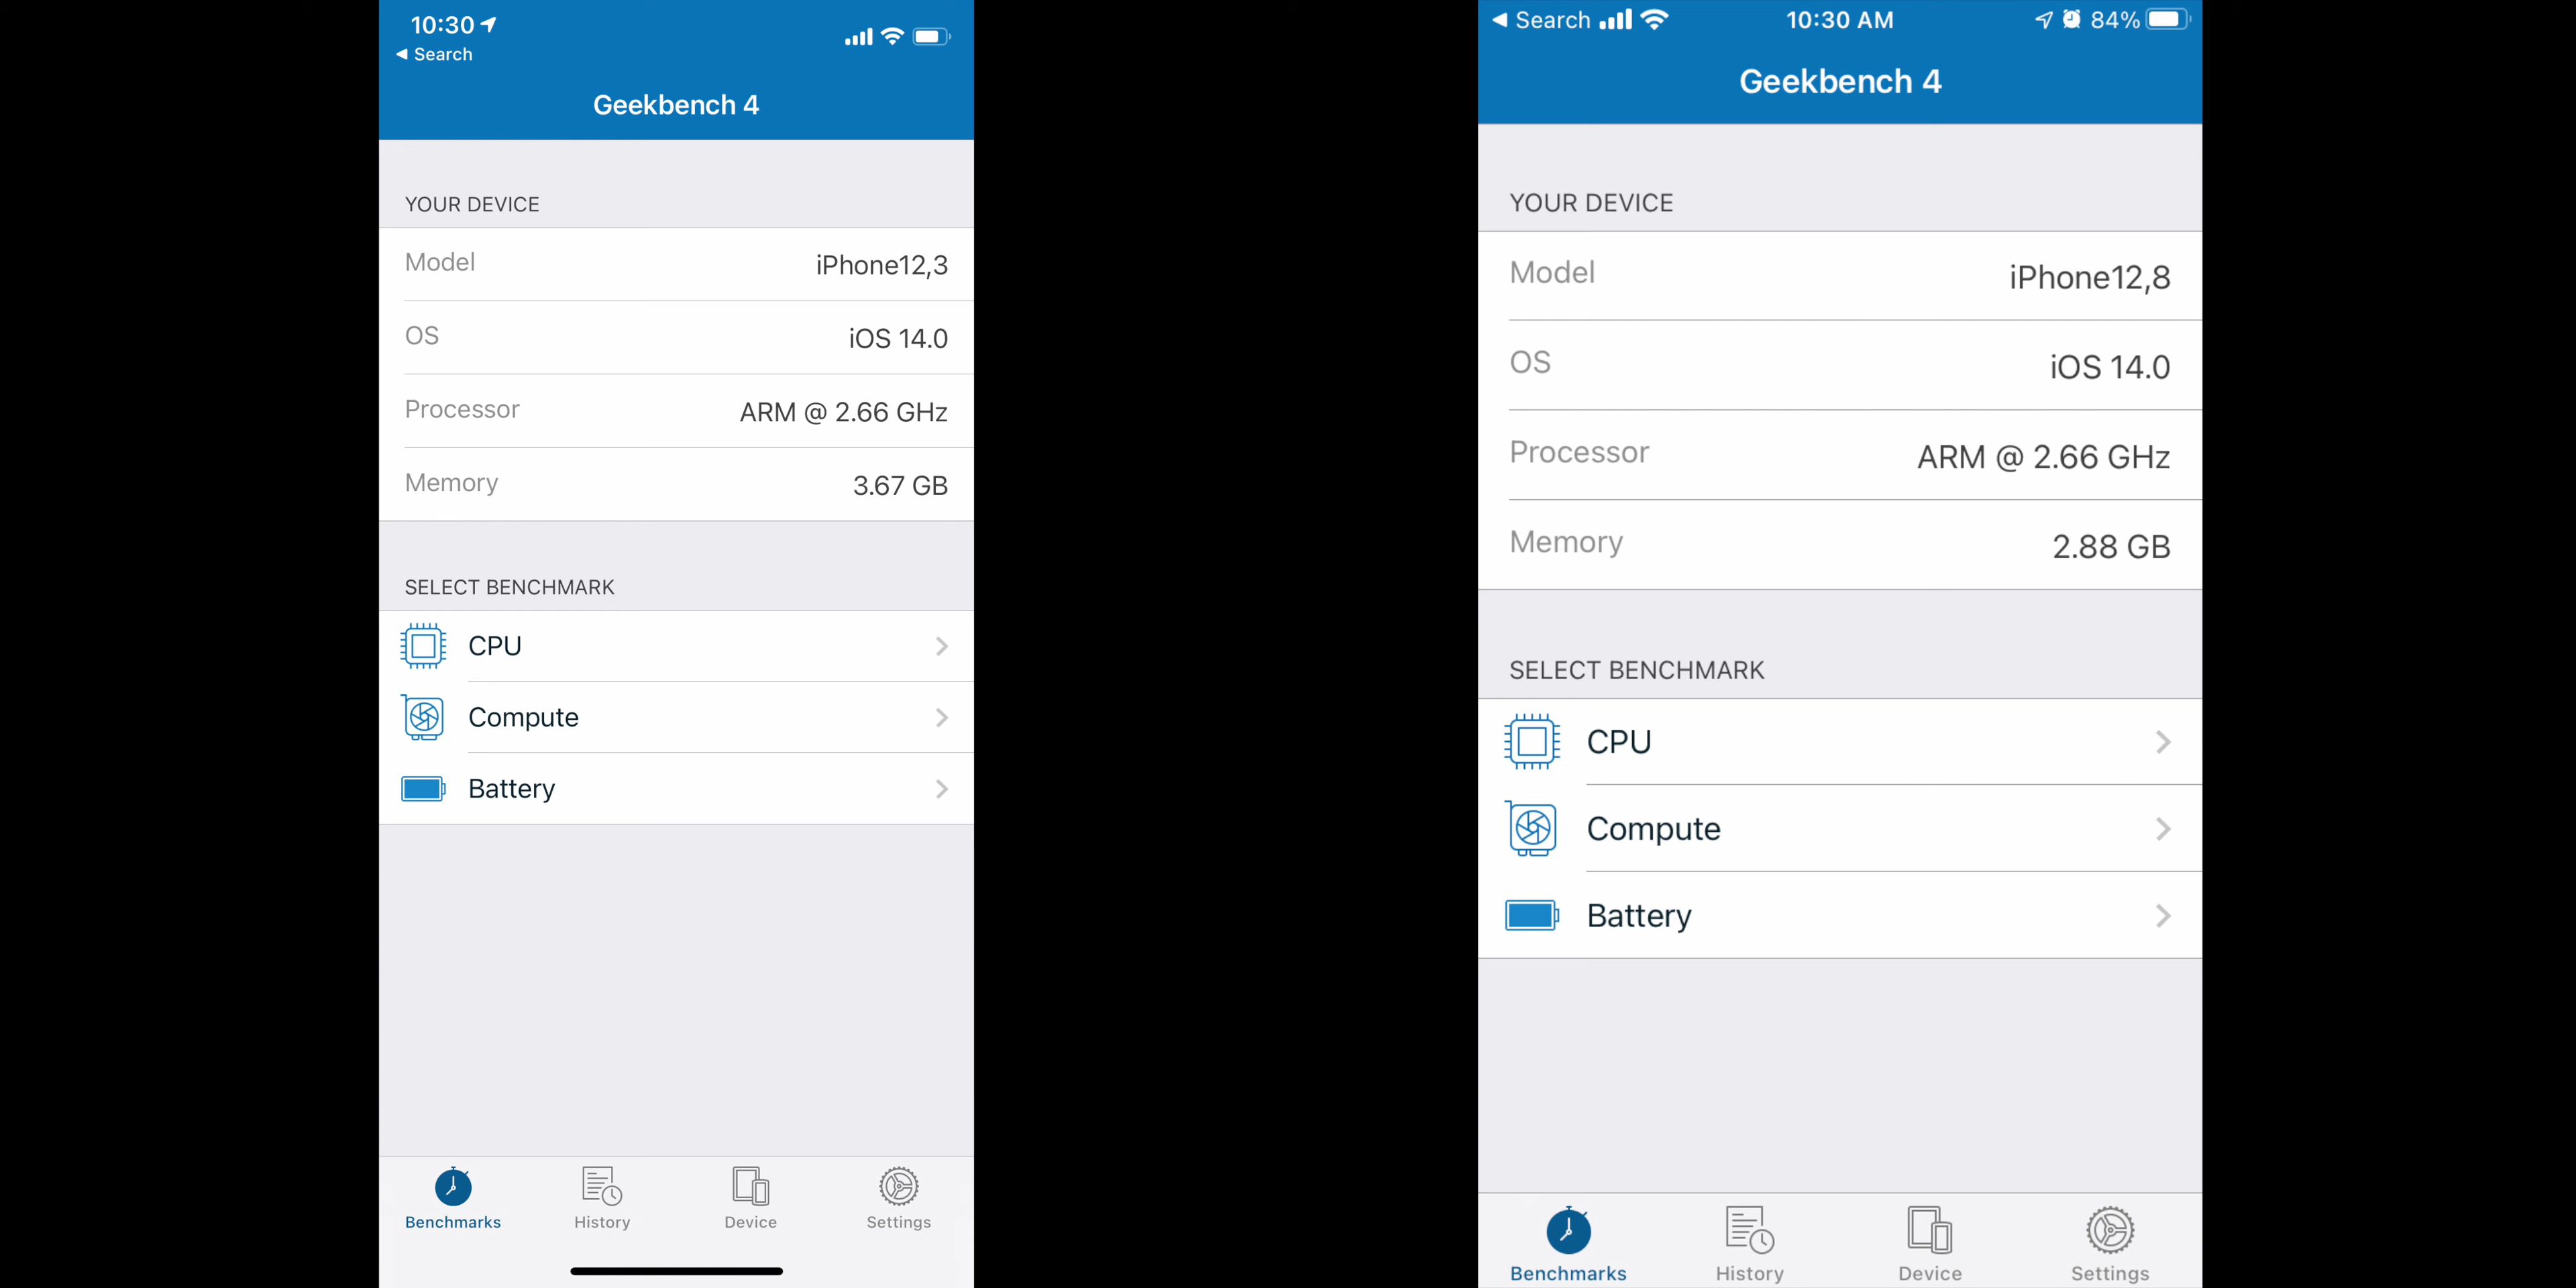 10:30
Search
Geekbench 4
YOUR DEVICE
Model iPhone12,3
OS iOS 14.0
Processor ARM @ 2.66 GHz
Memory 3.67 GB
SELECT BENCHMARK
CPU
Compute
Battery
Benchmarks History Device Settings
Search 10:30 AM 84%
Geekbench 4
YOUR DEVICE
Model iPhone12,8
OS iOS 14.0
Processor ARM @ 2.66 GHz
Memory 2.88 GB
SELECT BENCHMARK
CPU
Compute
Battery
Benchmarks History Device Settings